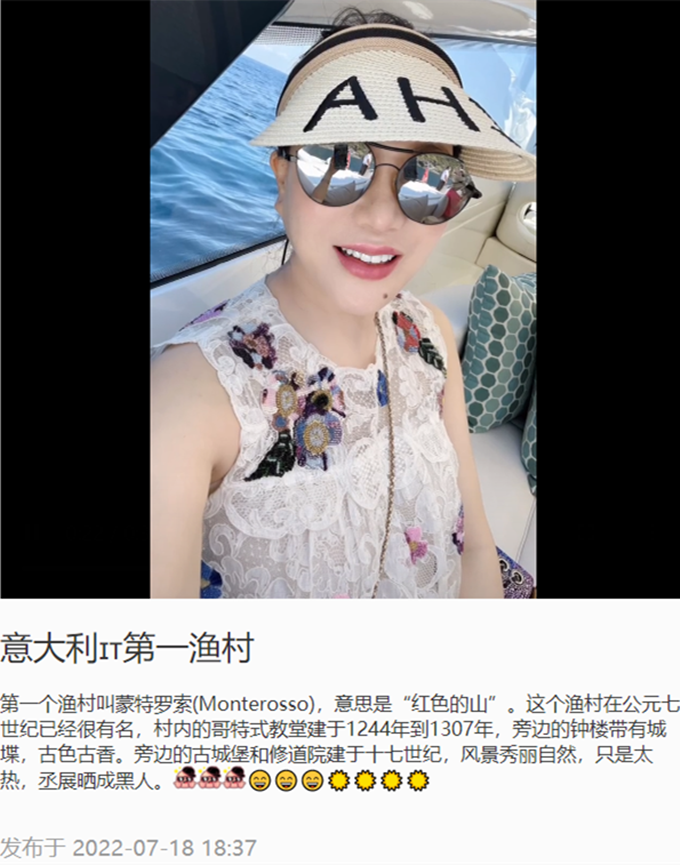 AH
意大利IT第一渔村
第一个渔村叫蒙特罗索(Monterosso)，意思是“红色的山”。这个渔村在公元七
世纪已经很有名，村内的哥特式教堂建于1244年到1307年，旁边的钟楼带有城
堞，古色古香。旁边的古城堡和修道院建于十七世纪，风景秀丽自然，只是太
热，丞展晒成黑人。
发布于 2022-07-18 18:37